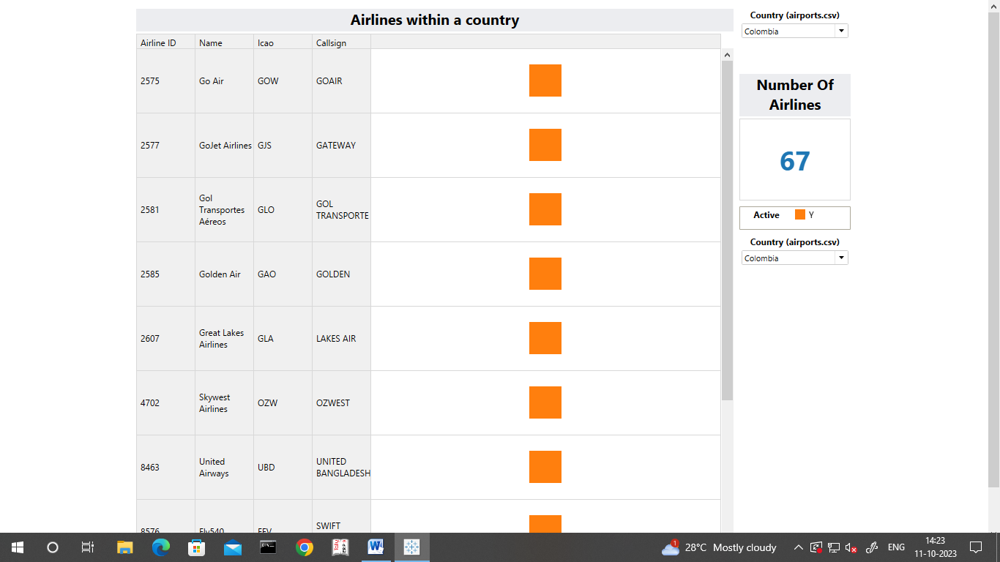 Airlines within a country
Country (airports.csv)
Colombia
Airline ID Name Icao Callsign
2575 Go Air GOW GOAIR
2577 GoJet Airlines GJS GATEWAY
2581 Gol Transportes Aéreos GLO GOL TRANSPORTE
2585 Golden Air GAO GOLDEN
2607 Great Lakes Airlines GLA LAKES AIR
4702 Skywest Airlines OZW OZWEST
8463 United Airways UBD UNITED BANGLADESH
8576 Fly540 FFV SWIFT
Number Of
Airlines
67
Active Y
Country (airports.csv)
Colombia
1
28°C Mostly cloudy
ENG
14:23
11-10-2023